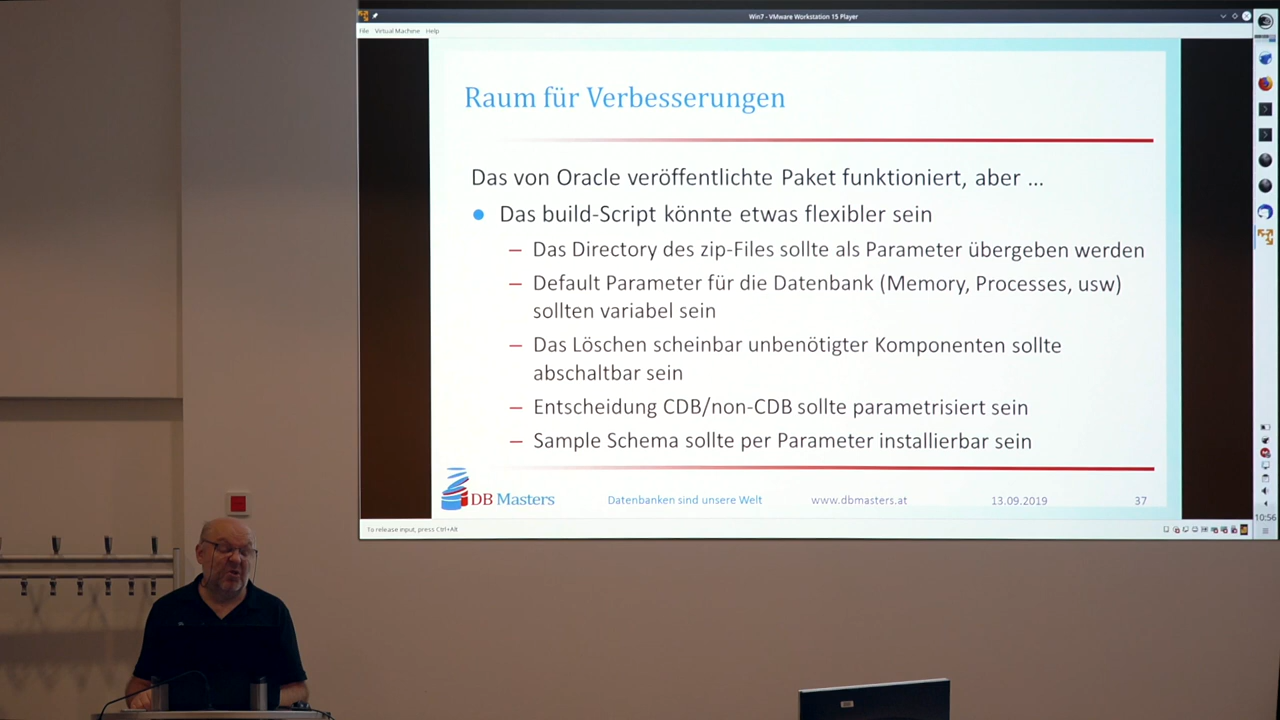 Win7 - VMware Workstation 15 Player
File Virtual Machine Help
Raum für Verbesserungen
Das von Oracle veröffentlichte Paket funktioniert, aber ...
● Das build-Script könnte etwas flexibler sein
— Das Directory des zip-Files sollte als Parameter übergeben werden
— Default Parameter für die Datenbank (Memory, Processes, usw)
sollten variabel sein
— Das Löschen scheinbar unbenötigter Komponenten sollte
abschaltbar sein
— Entscheidung CDB/non-CDB sollte parametrisiert sein
— Sample Schema sollte per Parameter installierbar sein
DB Masters Datenbanken sind unsere Welt www.dbmasters.at 13.09.2019 37
10:56
To release input, press Ctrl+Alt